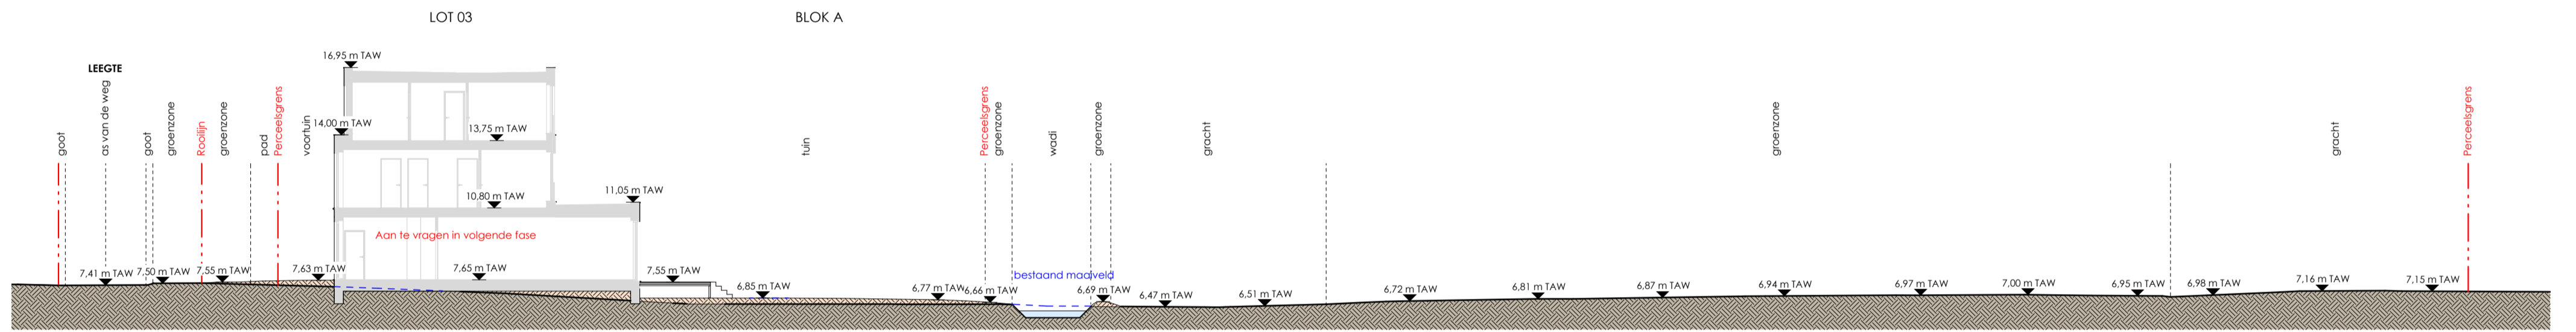 LOT 03
BLOK A
LEEGTE
goot
as van de weg
goot
groenzone
Rooilijn
groenzone
pad
Perceelsgrens
voortuin
tuin
Perceelsgrens
groenzone
wadi
groenzone
gracht
groenzone
gracht
Perceelsgrens
16,95 m TAW
14,00 m TAW
13,75 m TAW
10,80 m TAW
11,05 m TAW
Aan te vragen in volgende fase
7,41 m TAW
7,50 m TAW
7,55 m TAW
7,63 m TAW
7,65 m TAW
7,55 m TAW
6,85 m TAW
6,77 m TAW
6,66 m TAW
bestaand maaiveld
6,69 m TAW
6,47 m TAW
6,51 m TAW
6,72 m TAW
6,81 m TAW
6,87 m TAW
6,94 m TAW
6,97 m TAW
7,00 m TAW
6,95 m TAW
6,98 m TAW
7,16 m TAW
7,15 m TAW